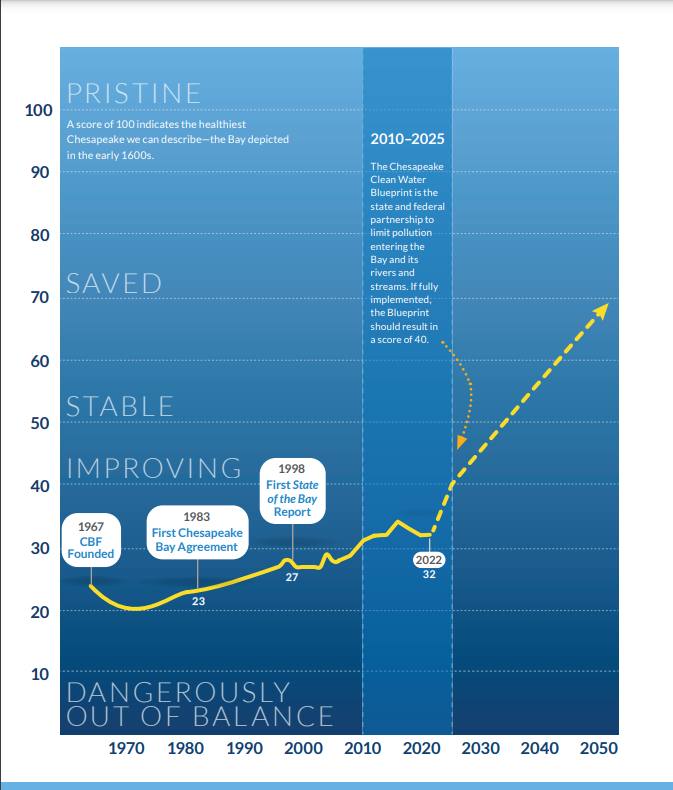 PRISTINE
100
A score of 100 indicates the healthiest
Chesapeake we can describe—the Bay depicted
in the early 1600s.
2010–2025
The Chesapeake
Clean Water
Blueprint is the
state and federal
partnership to
limit pollution
entering the
Bay and its
rivers and
streams. If fully
implemented,
the Blueprint
should result in
a score of 40.
90
80
SAVED
70
60
STABLE
50
IMPROVING
40
1998
First State
of the Bay
Report
1983
First Chesapeake
Bay Agreement
1967
CBF
Founded
30
2022
32
27
23
20
10
DANGEROUSLY
OUT OF BALANCE
1970 1980 1990 2000 2010 2020 2030 2040 2050